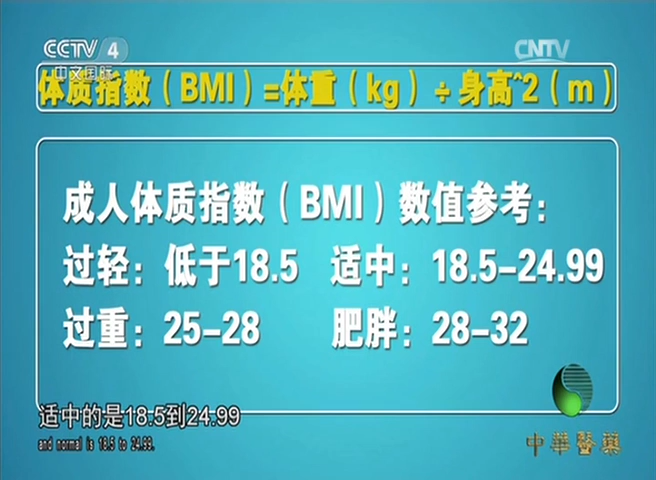 CCTV 4
中文国际
CNTV
体质指数（BMI）=体重（kg）÷身高^2（m）
成人体质指数（BMI）数值参考：
过轻：低于18.5 适中：18.5-24.99
过重：25-28 肥胖：28-32
适中的是18.5到24.99
and normal is 18.5 to 24.99.
中華醫藥